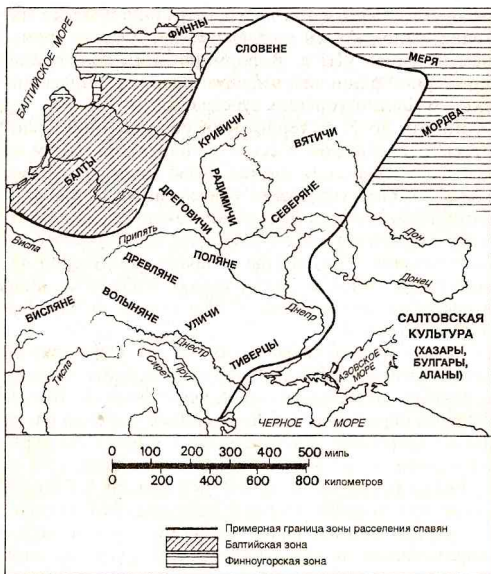 БАЛТИЙСКОЕ МОРЕ
ФИННЫ
СЛОВЕНЕ
МЕРЯ
МОРДВА
КРИВИЧИ
ВЯТИЧИ
БАЛТЫ
РАДИМИЧИ
ДРЕГОВИЧИ
СЕВЕРЯНЕ
Висла
Припять
ПОЛЯНЕ
Дон
ДРЕВЛЯНЕ
Донец
ВИСЛЯНЕ
ВОЛЫНЯНЕ
УЛИЧИ
Днепр
Днестр
ТИВЕРЦЫ
САЛТОВСКАЯ
КУЛЬТУРА
(ХАЗАРЫ,
БУЛГАРЫ,
АЛАНЫ)
Тисла
Сирет
Прут
АЗОВСКОЕ
МОРЕ
ЧЕРНОЕ МОРЕ
0 100 200 300 400 500 миль
0 200 400 600 800 километров
Примерная граница зоны расселения славян
Балтийская зона
Финноугорская зона